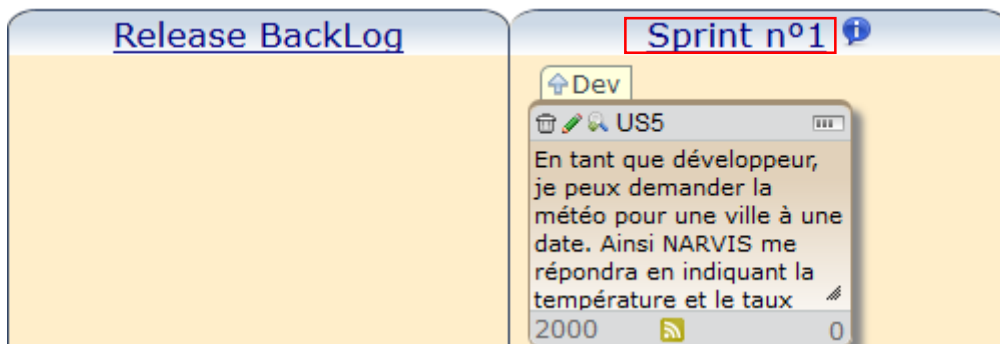 Release BackLog
Sprint nº1
Dev
US5
En tant que développeur,
je peux demander la
météo pour une ville à une
date. Ainsi NARVIS me
répondra en indiquant la
température et le taux
2000 0